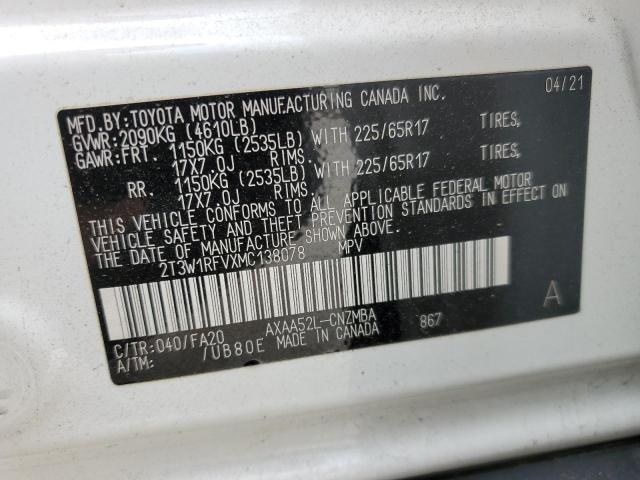 MFD.BY:TOYOTA MOTOR MANUFACTURING CANADA INC. 04/21
GVWR:2090KG (4610LB)
GAWR:FRT. 1150KG (2535LB) WITH 225/65R17 TIRES,
17X7.0J RIMS.
RR. 1150KG (2535LB) WITH 225/65R17 TIRES,
17X7.0J RIMS.
THIS VEHICLE CONFORMS TO ALL APPLICABLE FEDERAL MOTOR
VEHICLE SAFETY AND THEFT PREVENTION STANDARDS IN EFFECT ON
THE DATE OF MANUFACTURE SHOWN ABOVE.
2T3W1RFVXMC138078 MPV
A
C/TR:040/FA20 AXAA52L-CNZMBA 867
A/TM: /UB80E MADE IN CANADA